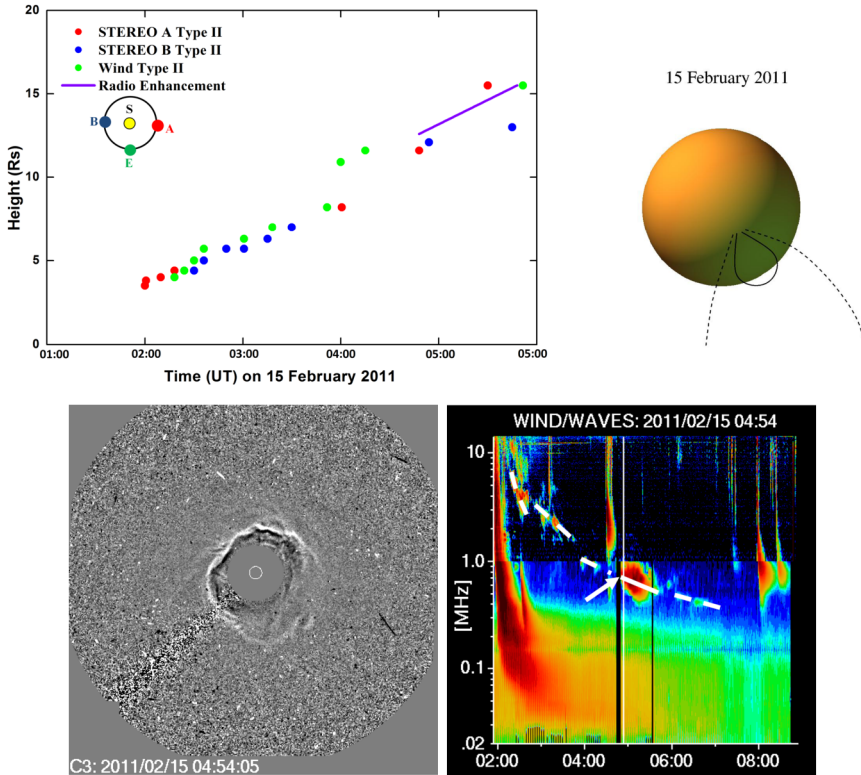 20
15
10
5
0
Height (Rs)
STEREO A Type II
STEREO B Type II
Wind Type II
Radio Enhancement
S
B
A
E
01:00 02:00 03:00 04:00 05:00 05:00
Time (UT) on 15 February 2011
15 February 2011
C3: 2011/02/15 04:54:05
WIND/WAVES: 2011/02/15 04:54
10
1.0
0.1
.02
[MHz]
02:00 04:00 06:00 08:00